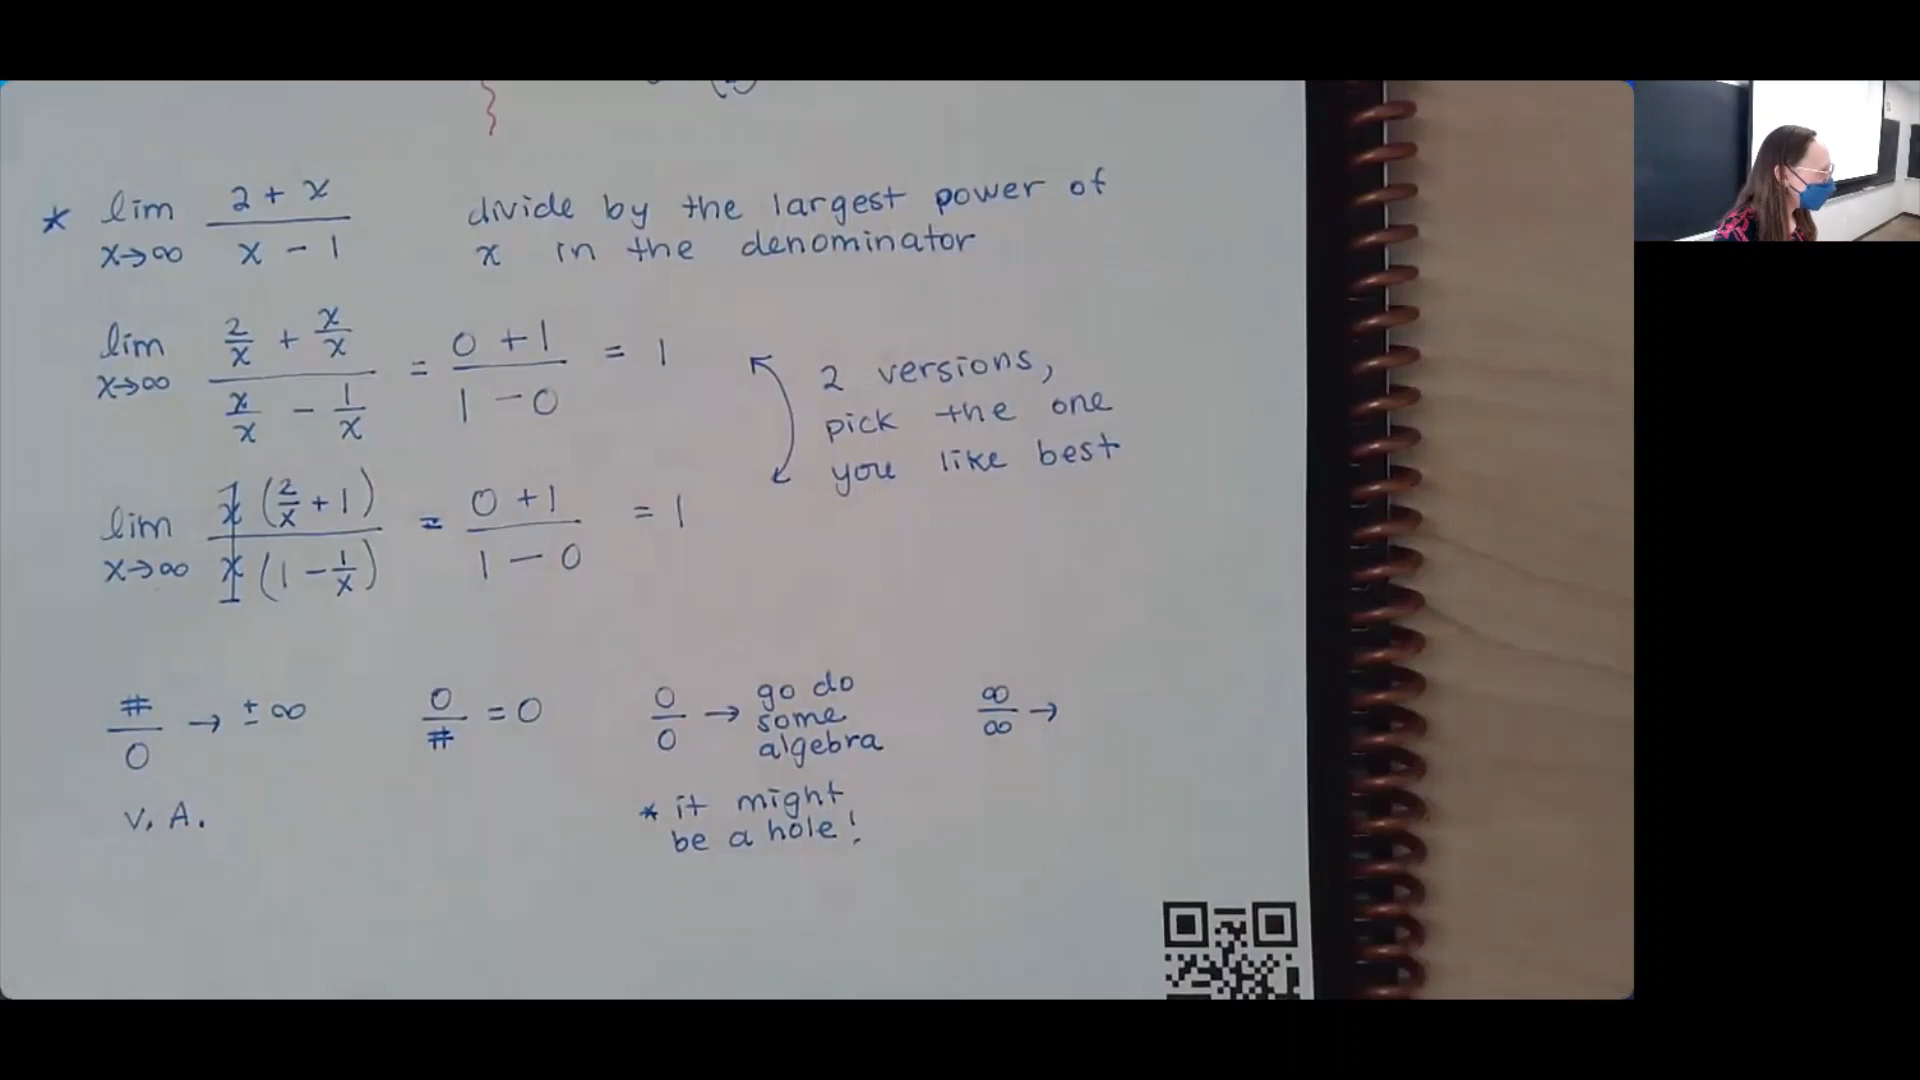 * lim x→∞ (2 + x)/(x - 1) divide by the largest power of
x in the denominator
lim x→∞ (2/x + x/x)/(x/x - 1/x) = (0 + 1)/(1 - 0) = 1
2 versions,
pick the one
you like best
lim x→∞ x(2/x + 1)/x(1 - 1/x) = (0 + 1)/(1 - 0) = 1
#/0 → ± ∞
V. A.
0/# = 0
0/0 → go do
some
algebra
* it might
be a hole!
∞/∞ →